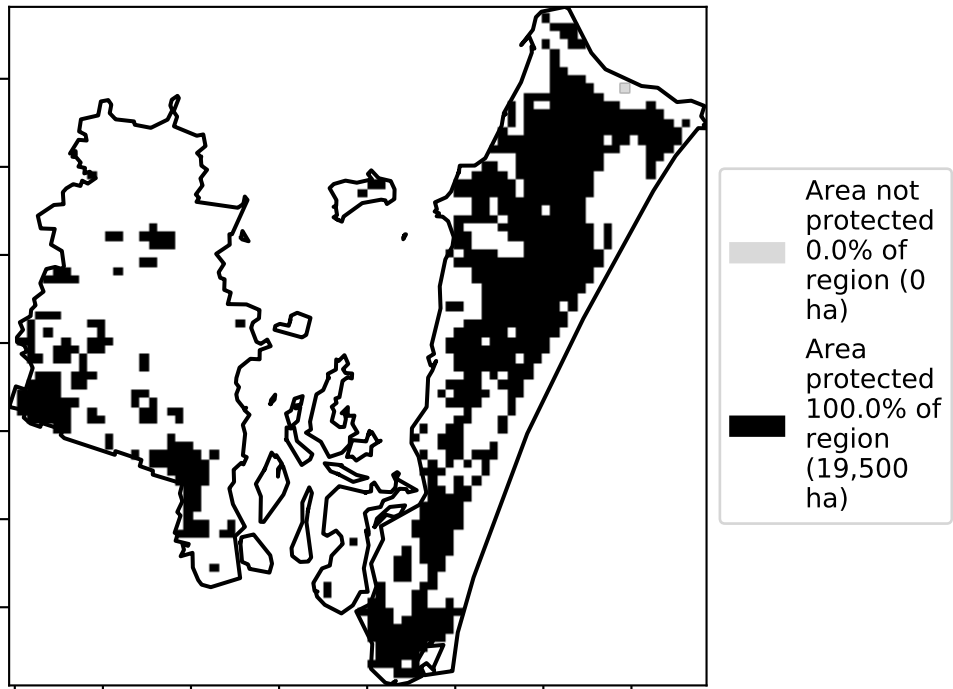 Area not
protected
0.0% of
region (0
ha)
Area
protected
100.0% of
region
(19,500
ha)